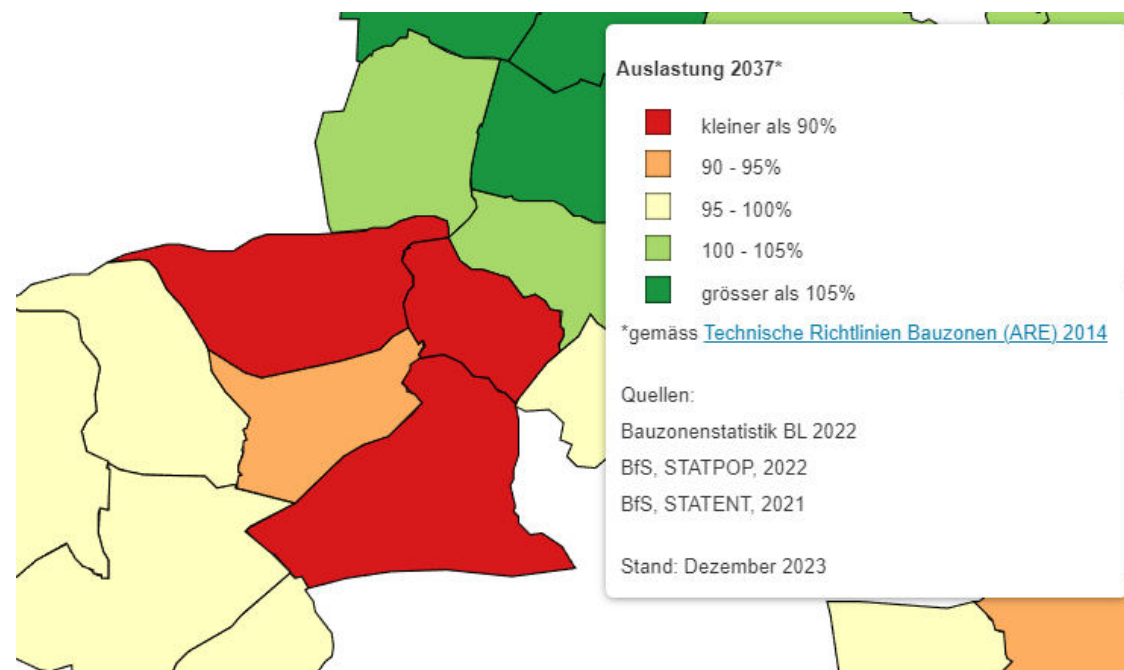 Auslastung 2037*
kleiner als 90%
90 - 95%
95 - 100%
100 - 105%
grösser als 105%
*gemäss Technische Richtlinien Bauzonen (ARE) 2014
Quellen:
Bauzonenstatistik BL 2022
BfS, STATPOP, 2022
BfS, STATENT, 2021
Stand: Dezember 2023